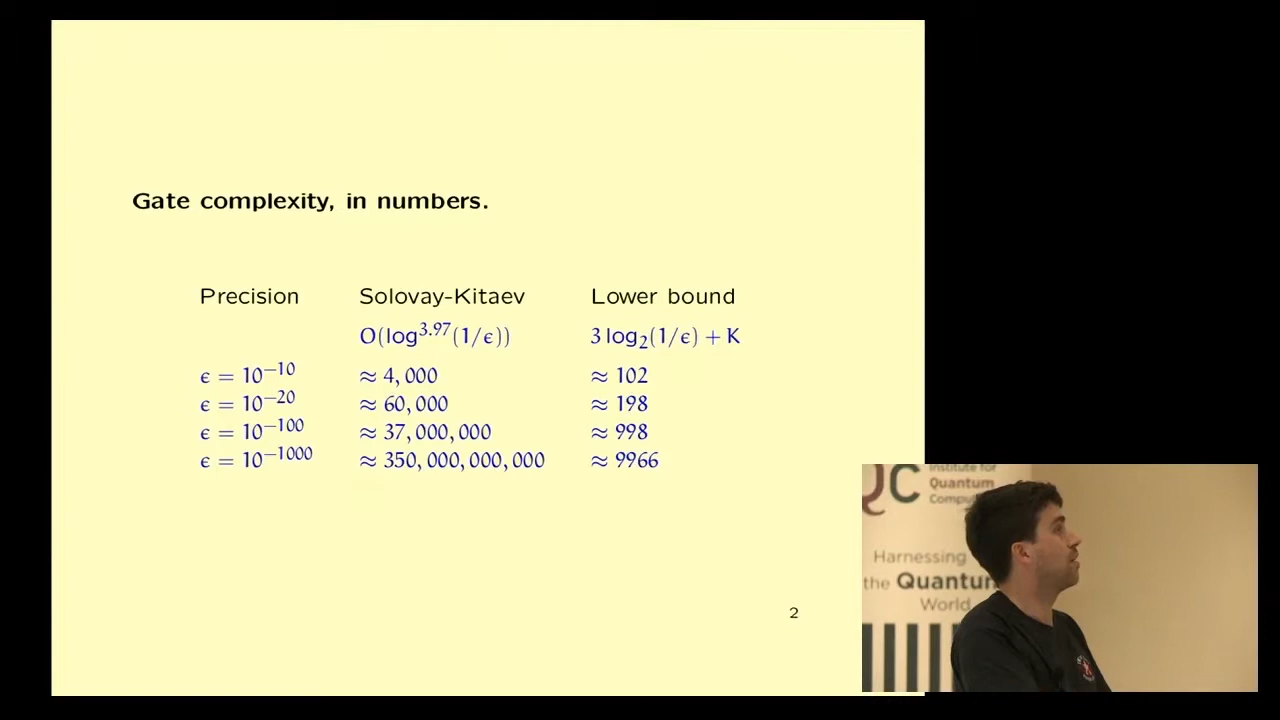 Gate complexity, in numbers.
Precision Solovay-Kitaev Lower bound
O(log^3.97(1/ϵ)) 3 log₂(1/ϵ) + K
ϵ = 10^−10 ≈ 4,000 ≈ 102
ϵ = 10^−20 ≈ 60,000 ≈ 198
ϵ = 10^−100 ≈ 37,000,000 ≈ 998
ϵ = 10^−1000 ≈ 350,000,000,000 ≈ 9966
2
QC
Institute for
Quantum
Harnessing
the Quantum
World